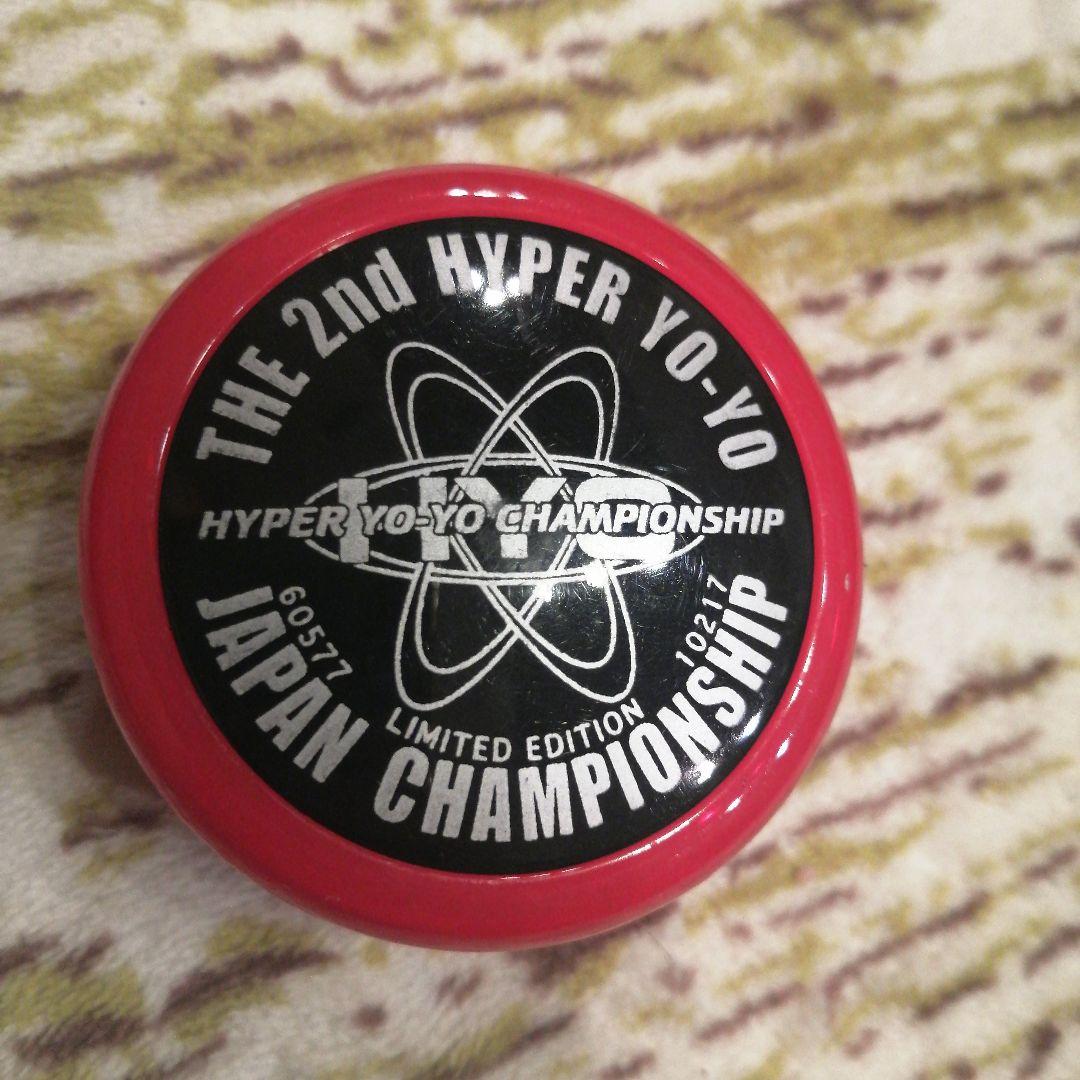 THE 2nd HYPER YO-YO
HYO
HYPER YO-YO CHAMPIONSHIP
60577
10217
LIMITED EDITION
JAPAN CHAMPIONSHIP